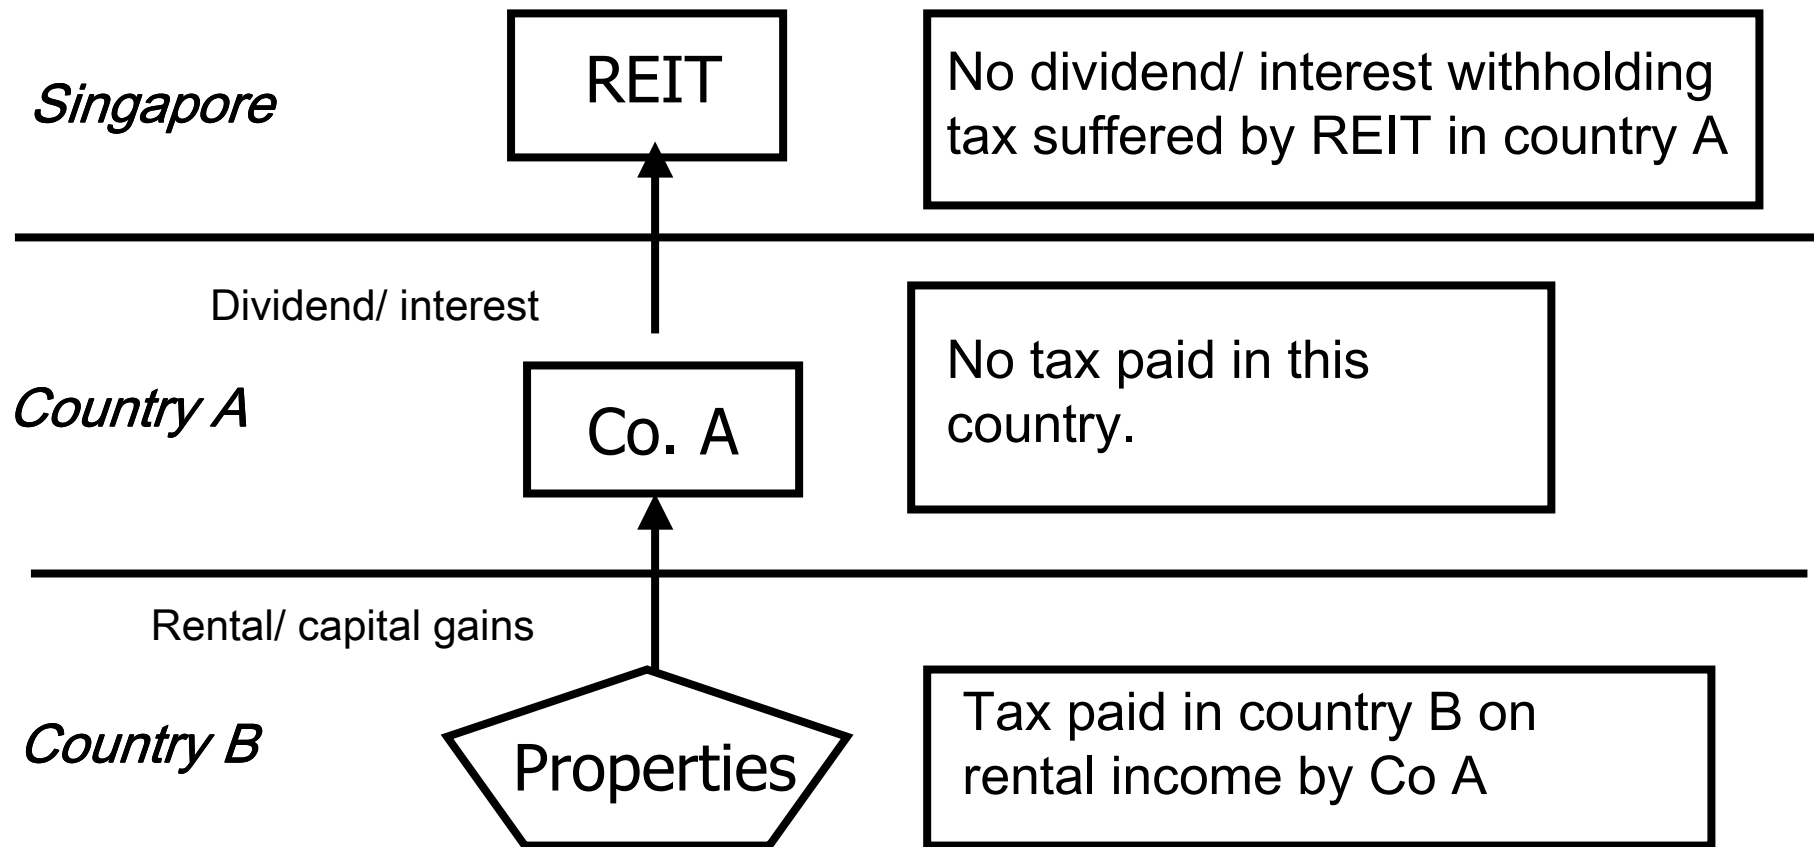 REIT
No dividend/ interest withholding
tax suffered by REIT in country A
Singapore
Dividend/ interest
No tax paid in this
country.
Country A
Co. A
Rental/ capital gains
Tax paid in country B on
rental income by Co A
Country B
Properties